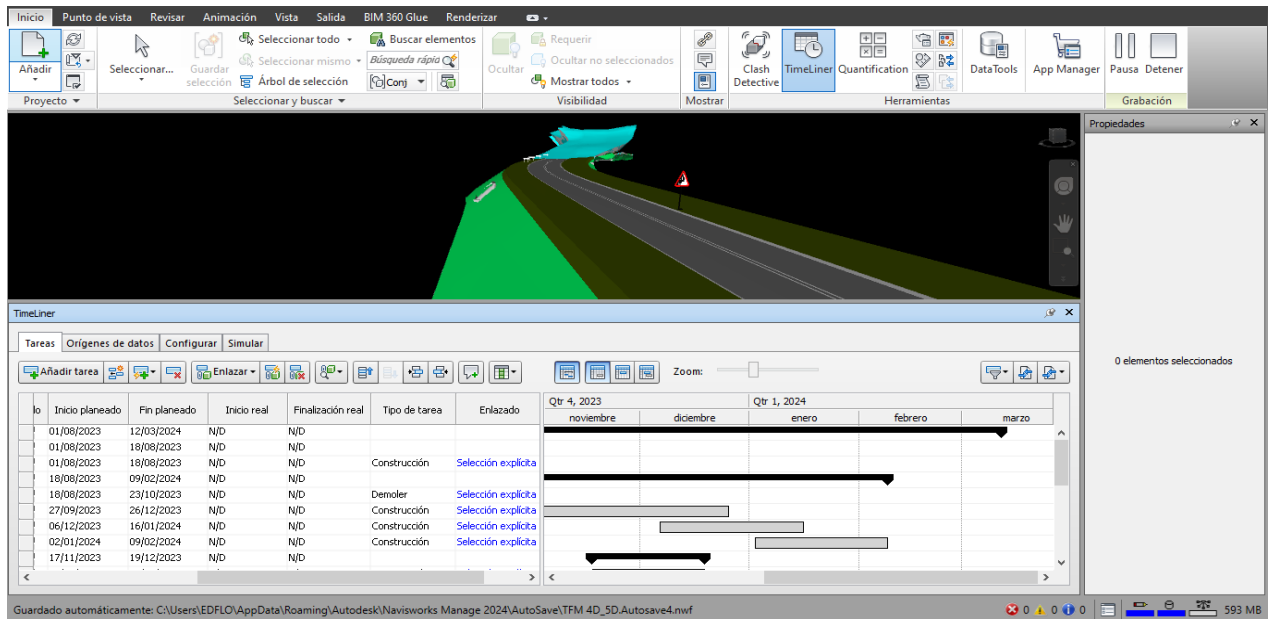 Inicio Punto de vista Revisar Animación Vista Salida BIM 360 Glue Renderizar
Añadir
Seleccionar...
Guardar selección
Seleccionar todo
Seleccionar mismo
Árbol de selección
Buscar elementos
Búsqueda rápida
Conj
Ocultar
Requerir
Ocultar no seleccionados
Mostrar todos
Clash Detective
TimeLiner
Quantification
DataTools
App Manager
Pausa
Detener
Proyecto Seleccionar y buscar Visibilidad Mostrar Herramientas Grabación
Propiedades
0 elementos seleccionados
TimeLiner
Tareas Orígenes de datos Configurar Simular
Añadir tarea Enlazar Zoom:
lo Inicio planeado Fin planeado Inicio real Finalización real Tipo de tarea Enlazado
Qtr 4, 2023 Qtr 1, 2024
noviembre diciembre enero febrero marzo
01/08/2023 12/03/2024 N/D N/D
01/08/2023 18/08/2023 N/D N/D
01/08/2023 18/08/2023 N/D N/D Construcción Selección explícita
18/08/2023 09/02/2024 N/D N/D
18/08/2023 23/10/2023 N/D N/D Demoler Selección explícita
27/09/2023 26/12/2023 N/D N/D Construcción Selección explícita
06/12/2023 16/01/2024 N/D N/D Construcción Selección explícita
02/01/2024 09/02/2024 N/D N/D Construcción Selección explícita
17/11/2023 19/12/2023 N/D N/D
Guardado automáticamente: C:\Users\EDFLO\AppData\Roaming\Autodesk\Navisworks Manage 2024\AutoSave\TFM 4D_5D.Autosave4.nwf
0 0 0 593 MB